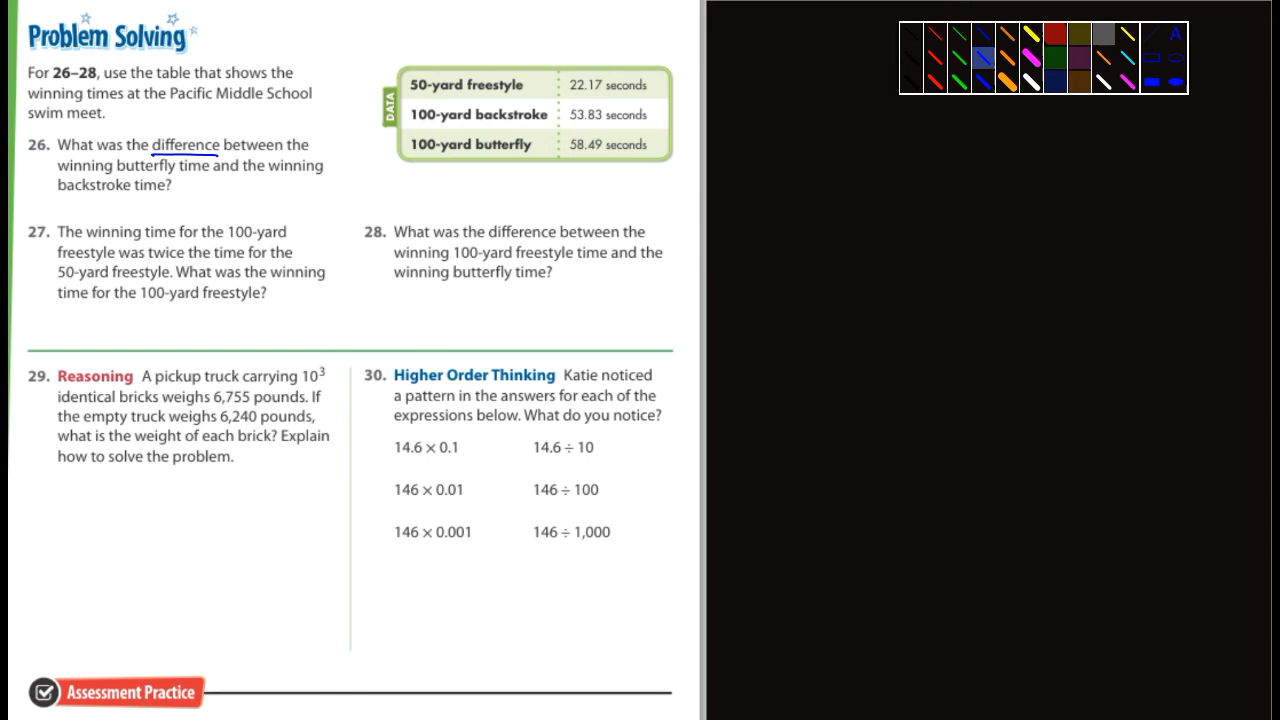 Problem Solving
For 26–28, use the table that shows the
winning times at the Pacific Middle School
swim meet.
DATA
50-yard freestyle 22.17 seconds
100-yard backstroke 53.83 seconds
100-yard butterfly 58.49 seconds
26. What was the difference between the
winning butterfly time and the winning
backstroke time?
27. The winning time for the 100-yard
freestyle was twice the time for the
50-yard freestyle. What was the winning
time for the 100-yard freestyle?
28. What was the difference between the
winning 100-yard freestyle time and the
winning butterfly time?
29. Reasoning A pickup truck carrying 10³
identical bricks weighs 6,755 pounds. If
the empty truck weighs 6,240 pounds,
what is the weight of each brick? Explain
how to solve the problem.
30. Higher Order Thinking Katie noticed
a pattern in the answers for each of the
expressions below. What do you notice?
14.6 × 0.1 14.6 ÷ 10
146 × 0.01 146 ÷ 100
146 × 0.001 146 ÷ 1,000
Assessment Practice
A